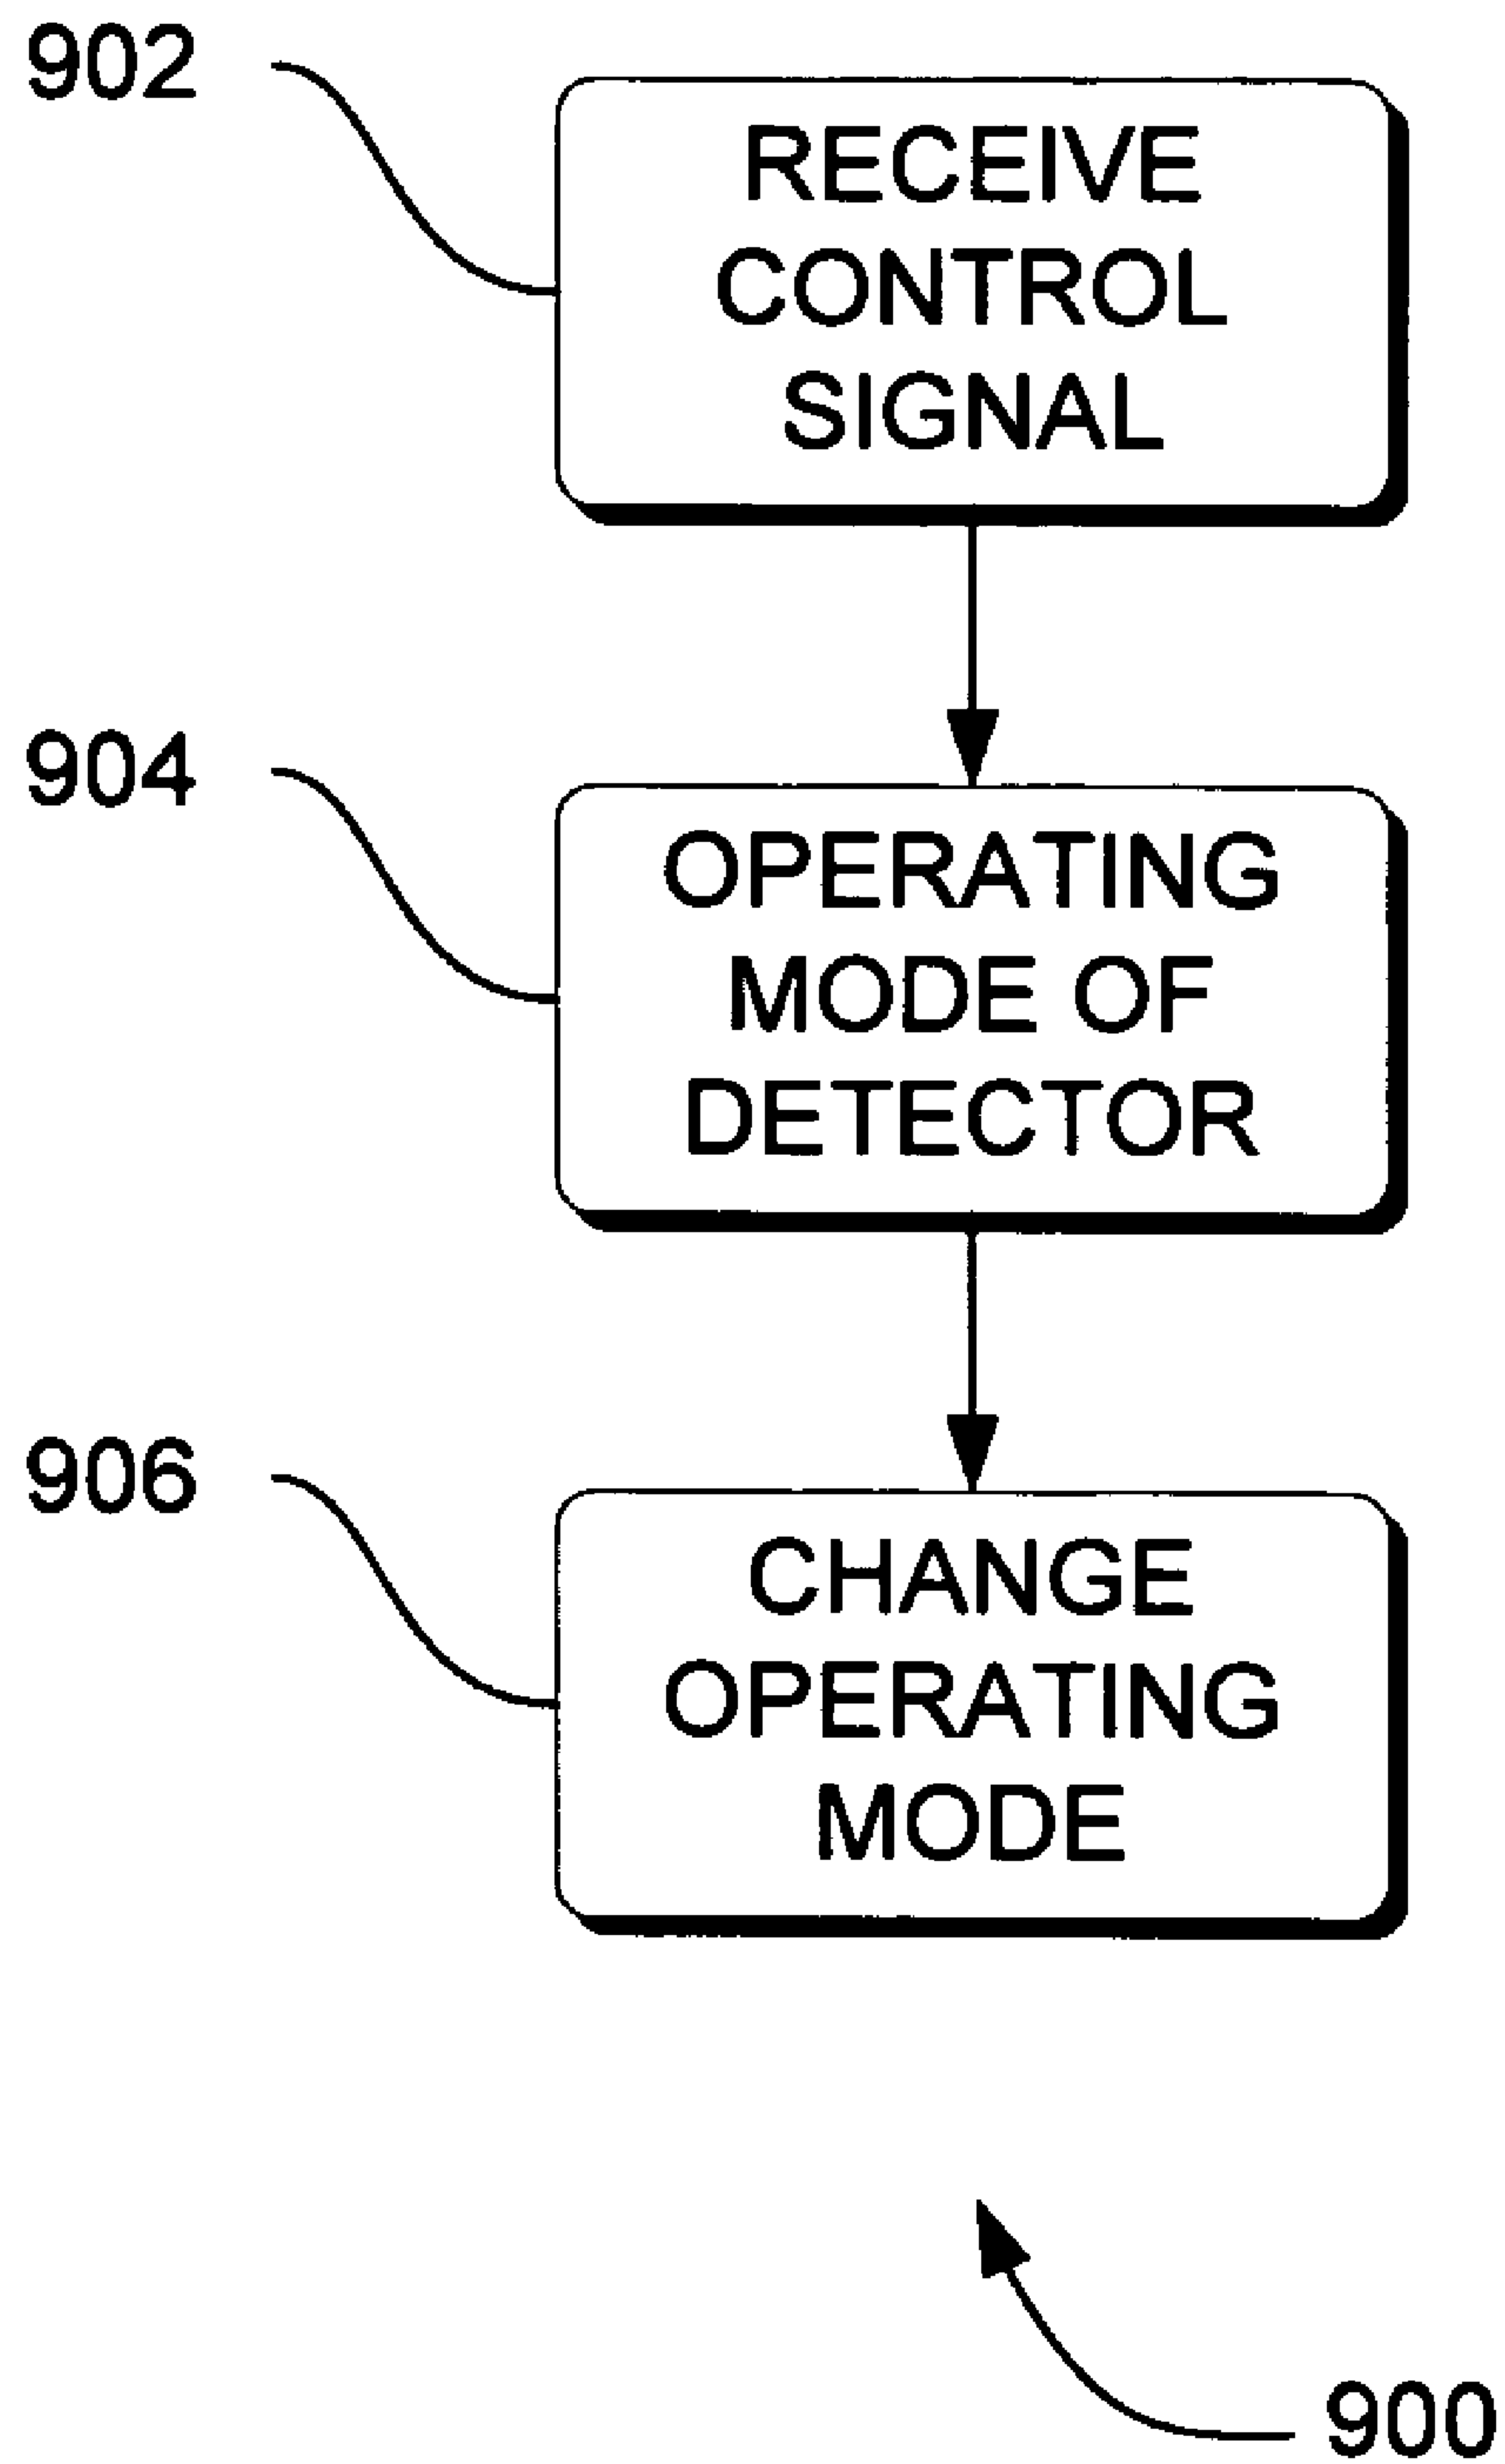 902
RECEIVE
CONTROL
SIGNAL
904
OPERATING
MODE OF
DETECTOR
906
CHANGE
OPERATING
MODE
900